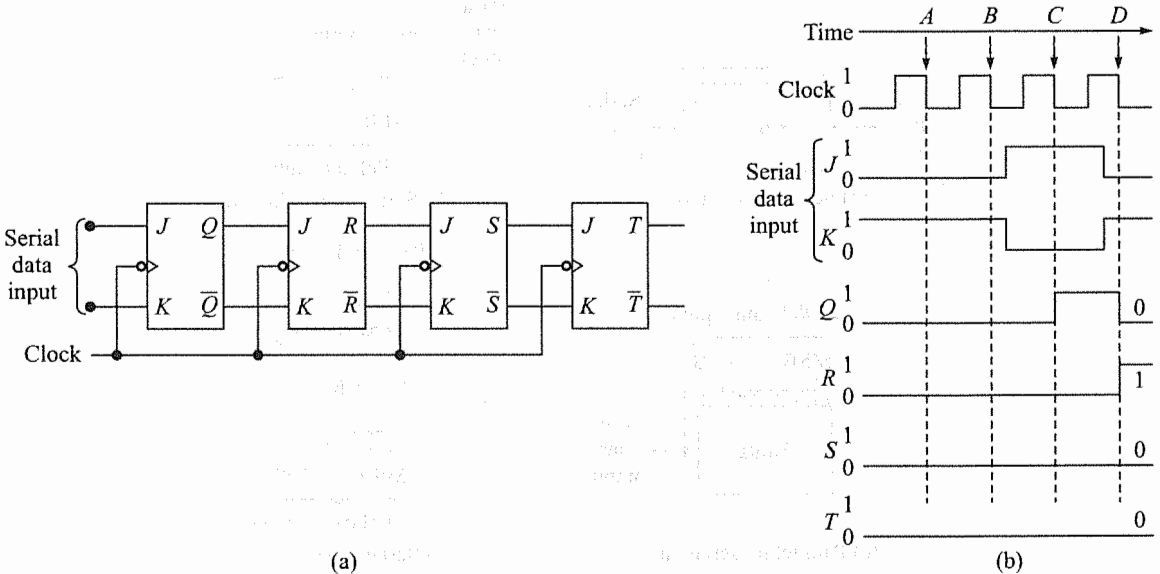 Serial data input
J Q
K Q̅
J R
K R̅
J S
K S̅
J T
K T̅
Clock
(a)
Time A B C D
Clock 1 0
Serial data input
J 1 0
K 1 0
Q 1 0 0
R 1 0 1
S 1 0 0
T 1 0 0
(b)